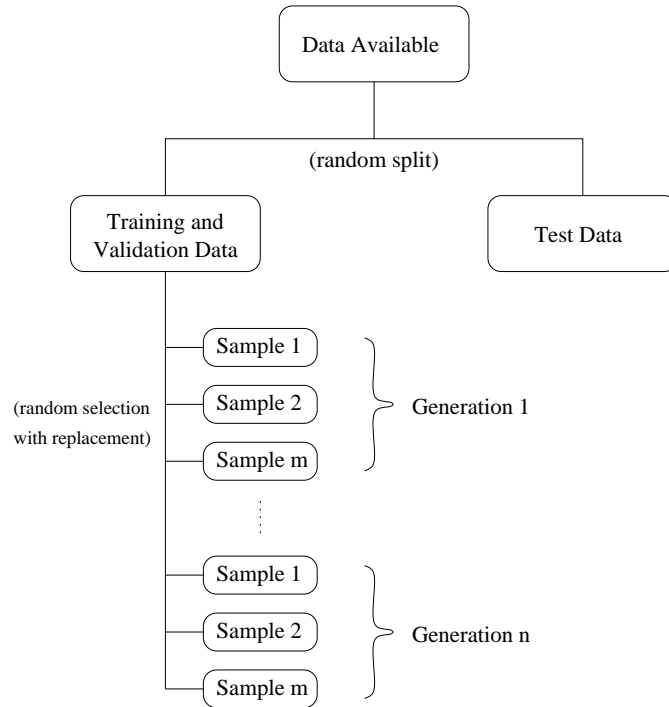 Data Available
(random split)
Training and
Validation Data
Test Data
Sample 1
Sample 2
Sample m
Generation 1
(random selection
with replacement)
Sample 1
Sample 2
Sample m
Generation n